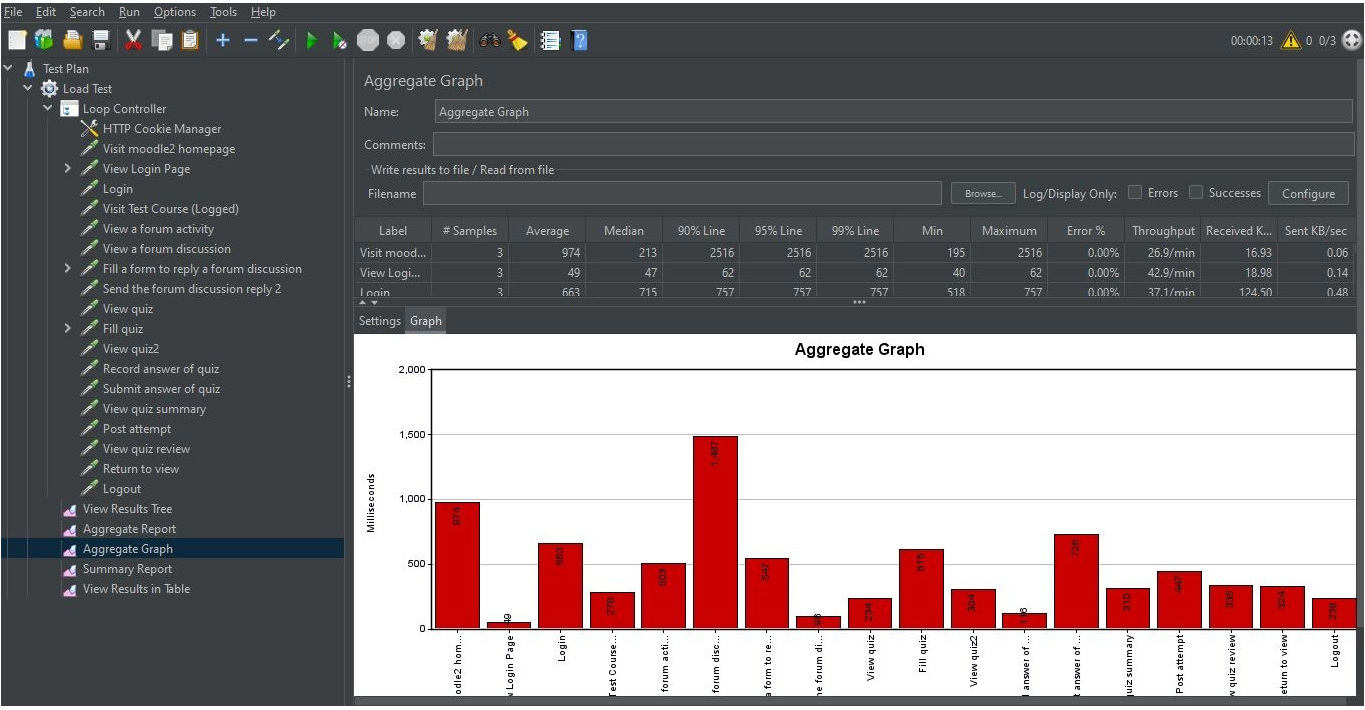 File Edit Search Run Options Tools Help
00:00:13 0 0/3
Test Plan
Load Test
Loop Controller
HTTP Cookie Manager
Visit moodle2 homepage
View Login Page
Login
Visit Test Course (Logged)
View a forum activity
View a forum discussion
Fill a form to reply a forum discussion
Send the forum discussion reply 2
View quiz
Fill quiz
View quiz2
Record answer of quiz
Submit answer of quiz
View quiz summary
Post attempt
View quiz review
Return to view
Logout
View Results Tree
Aggregate Report
Aggregate Graph
Summary Report
View Results in Table
Aggregate Graph
Name: Aggregate Graph
Comments:
Write results to file / Read from file
Filename Browse... Log/Display Only: Errors Successes Configure
Label # Samples Average Median 90% Line 95% Line 99% Line Min Maximum Error % Throughput Received K... Sent KB/sec
Visit mood... 3 974 213 2516 2516 2516 195 2516 0.00% 26.9/min 16.93 0.06
View Logi... 3 49 47 62 62 62 40 62 0.00% 42.9/min 18.98 0.14
Login 3 663 715 757 757 757 518 757 0.00% 37.1/min 124.50 0.48
Settings Graph
Aggregate Graph
Milliseconds
2,000
1,500
1,000
500
0
974
49
663
278
503
1,487
547
96
234
615
304
728
310
447
324
238
odle2 hom...
w Login Page
Login
Test Course...
forum acti...
forum disc...
a form to re...
he forum di...
View quiz
Fill quiz
View quiz2
d answer of ...
t answer of ...
quiz summary
Post attempt
w quiz review
eturn to view
Logout